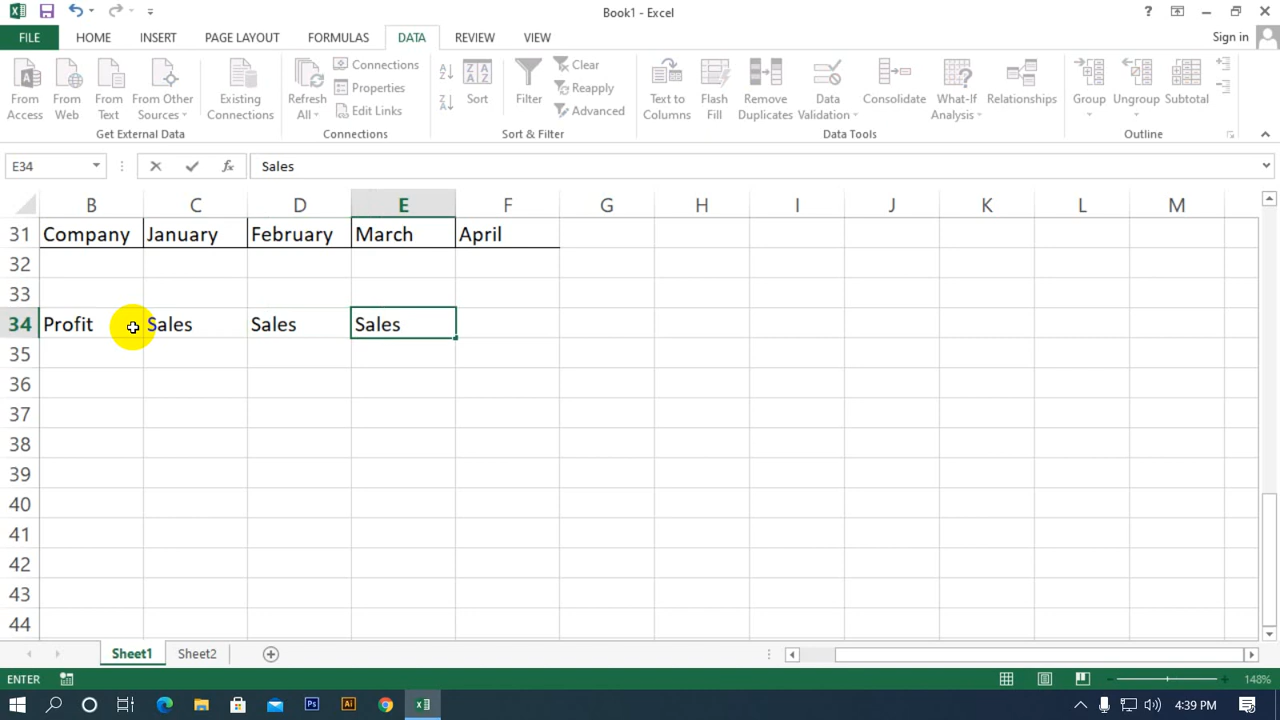 Book1 - Excel
?
FILE HOME INSERT PAGE LAYOUT FORMULAS DATA REVIEW VIEW Sign in
From Access
From Web
From Text
From Other Sources
Existing Connections
Get External Data
Refresh All
Connections
Properties
Edit Links
Connections
A Z
Z A
Z A A Z
Sort
Filter
Clear
Reapply
Advanced
Sort & Filter
Text to Columns
Flash Fill
Remove Duplicates
Data Validation
Consolidate
What-If Analysis
Relationships
Data Tools
Group
Ungroup
Subtotal
Outline
E34 fx Sales
B C D E F G H I J K L M
31 Company January February March April
32
33
34 Profit Sales Sales Sales
35
36
37
38
39
40
41
42
43
44
Sheet1 Sheet2
ENTER 148%
Ps Ai 4:39 PM